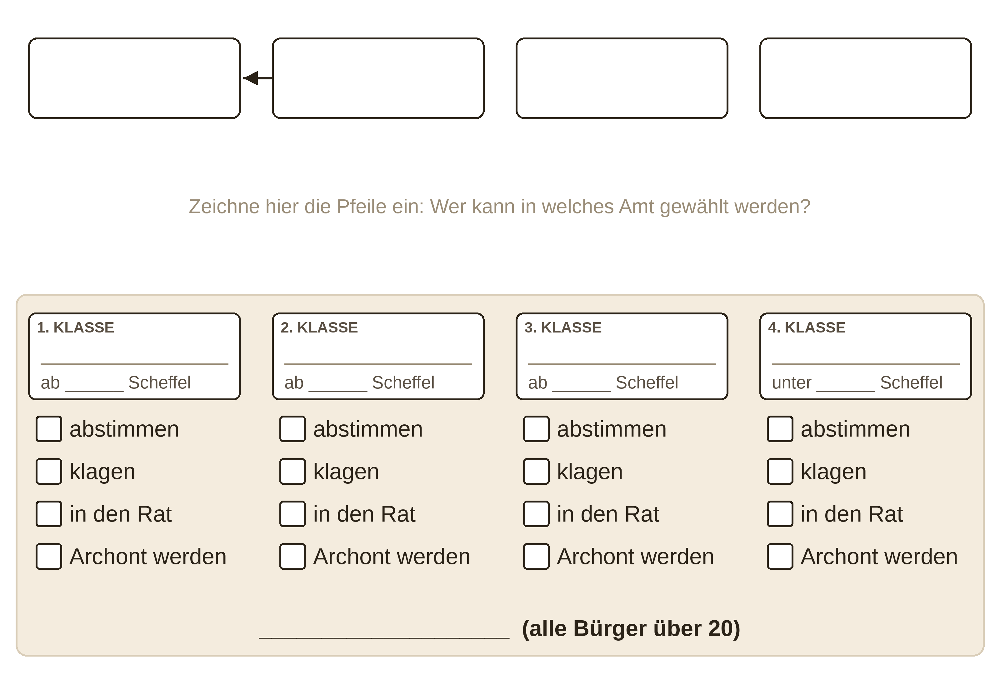 Zeichne hier die Pfeile ein: Wer kann in welches Amt gewählt werden?
1. KLASSE
ab ______ Scheffel
abstimmen
klagen
in den Rat
Archont werden
2. KLASSE
ab ______ Scheffel
abstimmen
klagen
in den Rat
Archont werden
3. KLASSE
ab ______ Scheffel
abstimmen
klagen
in den Rat
Archont werden
4. KLASSE
unter ______ Scheffel
abstimmen
klagen
in den Rat
Archont werden
(alle Bürger über 20)